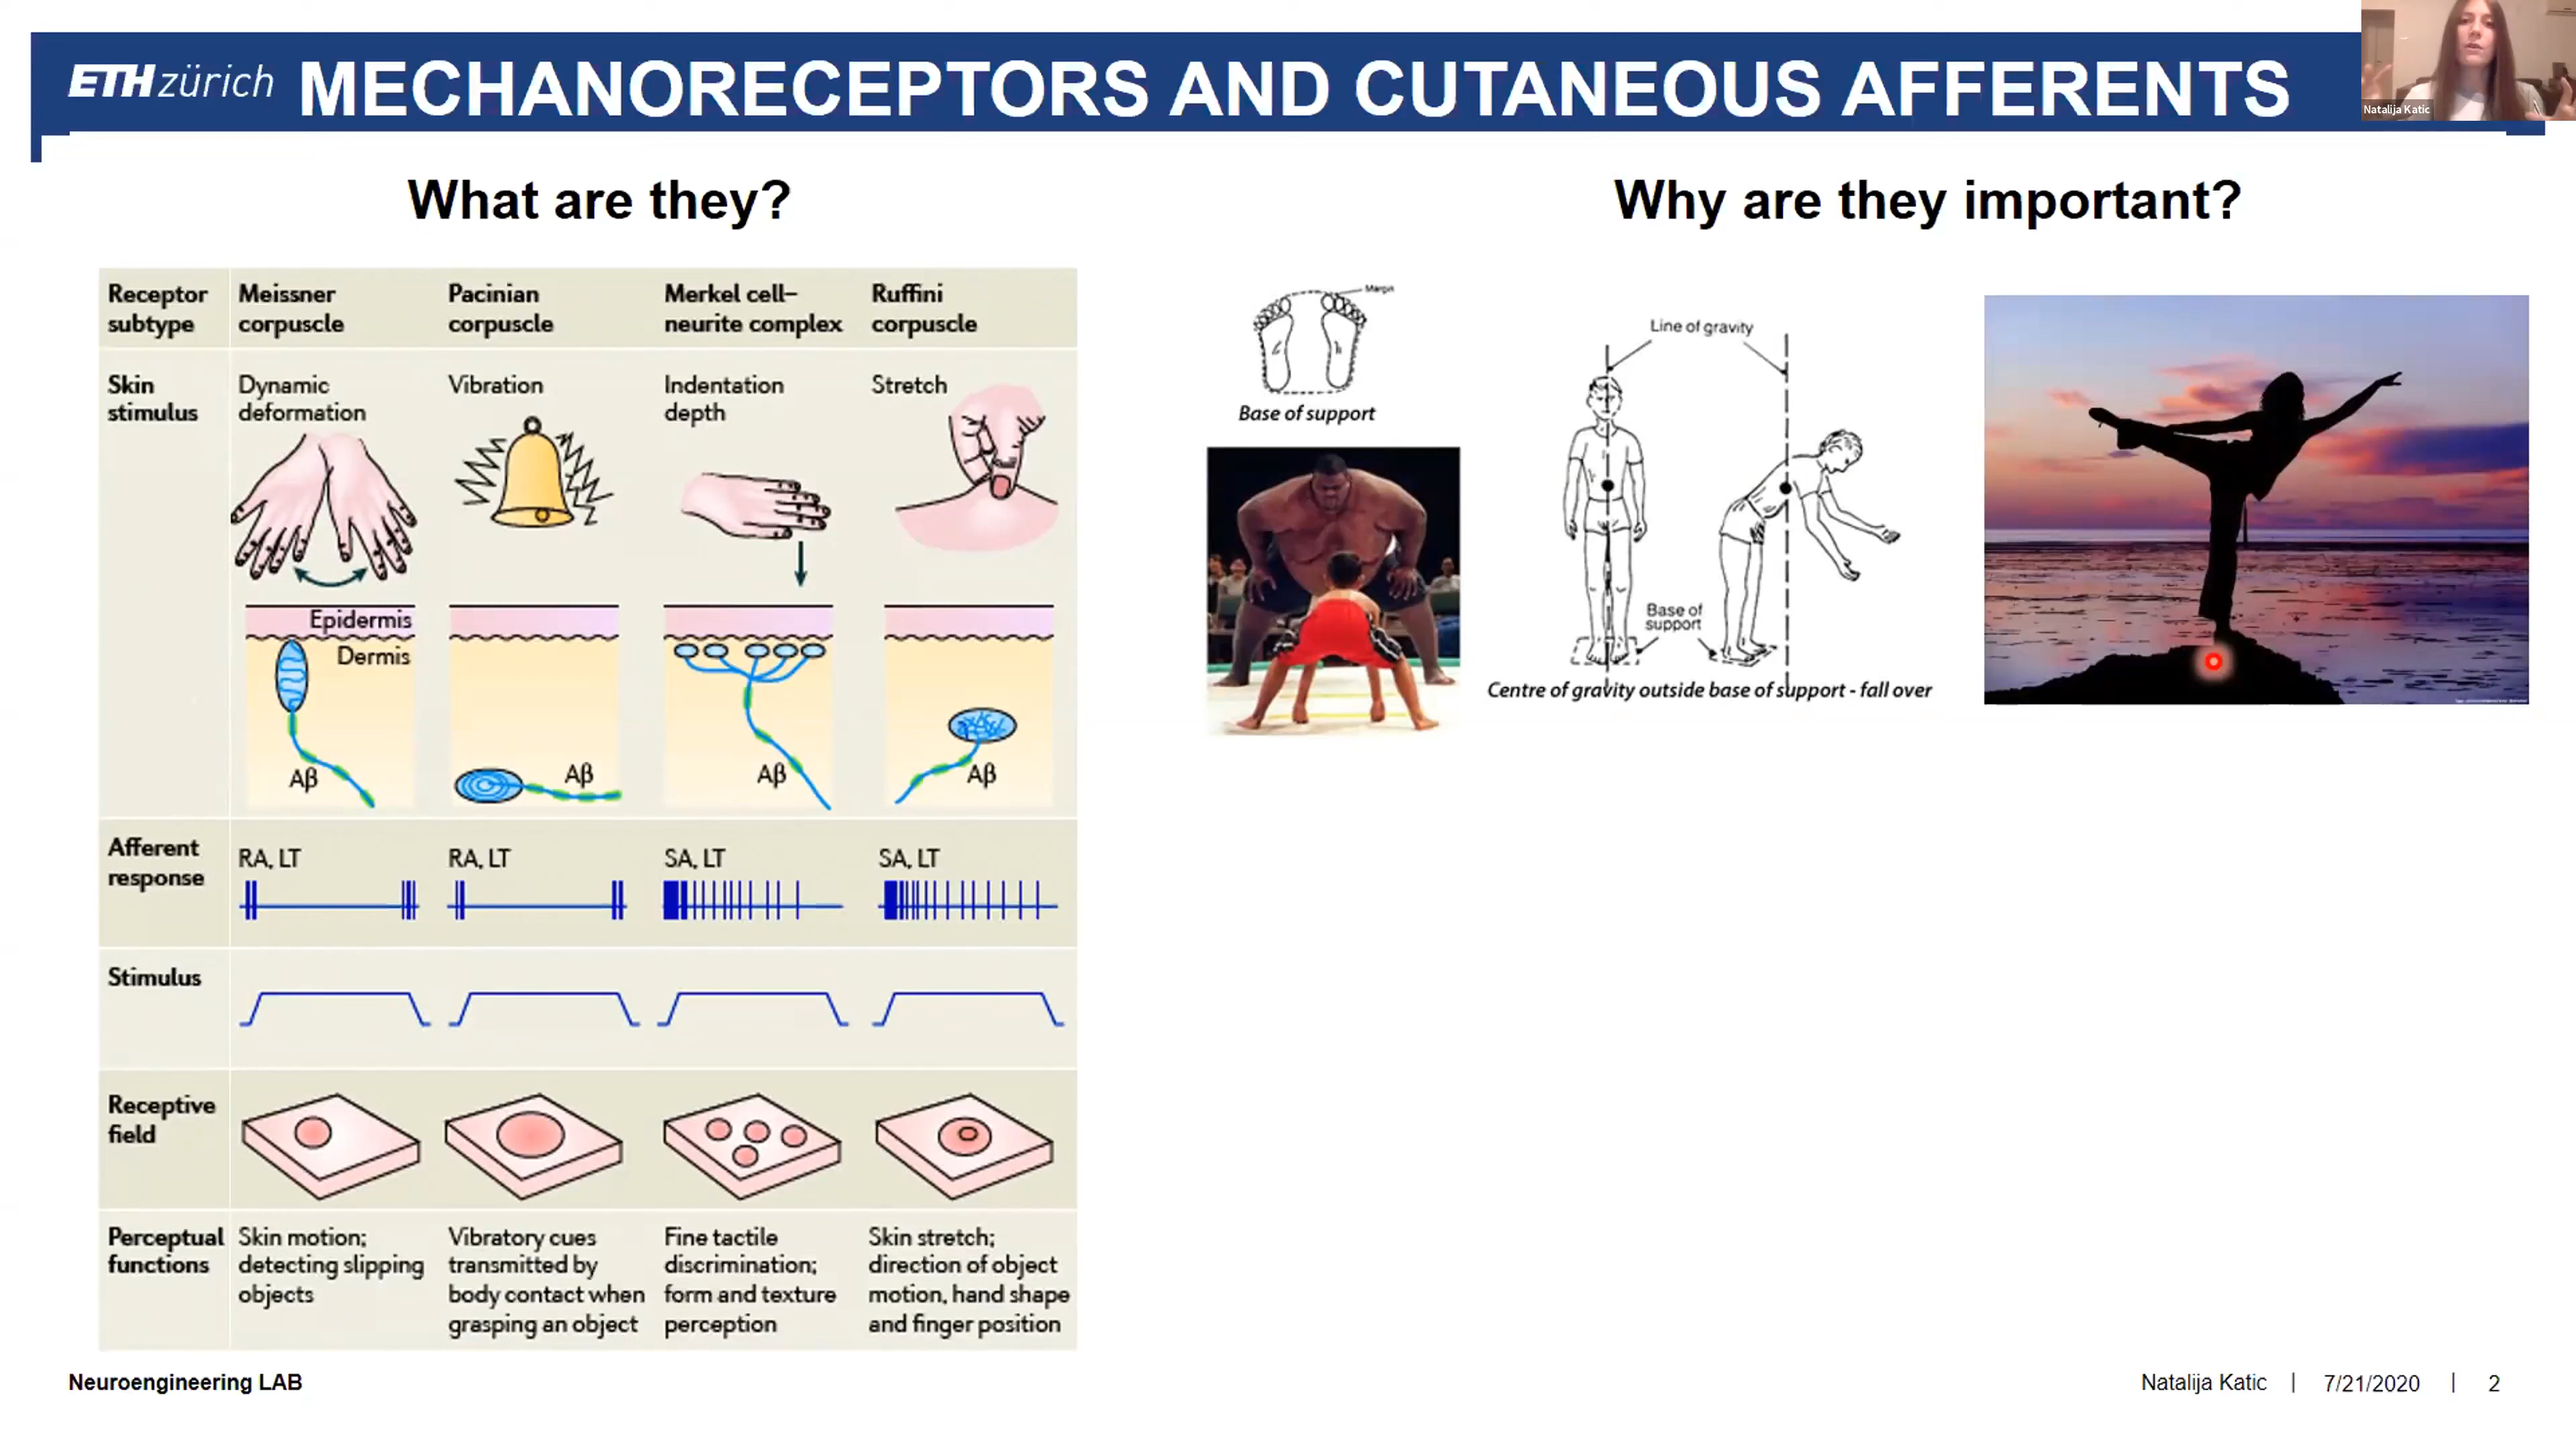 ETHzürich MECHANORECEPTORS AND CUTANEOUS AFFERENTS
Natalija Katic
What are they?
Why are they important?
Receptor subtype
Meissner corpuscle
Pacinian corpuscle
Merkel cell–neurite complex
Ruffini corpuscle
Skin stimulus
Dynamic deformation
Vibration
Indentation depth
Stretch
Epidermis
Dermis
Aβ
Aβ
Aβ
Aβ
Afferent response
RA, LT
RA, LT
SA, LT
SA, LT
Stimulus
Receptive field
Perceptual functions
Skin motion; detecting slipping objects
Vibratory cues transmitted by body contact when grasping an object
Fine tactile discrimination; form and texture perception
Skin stretch; direction of object motion, hand shape and finger position
Margin
Base of support
Line of gravity
Base of support
Centre of gravity outside base of support - fall over
Neuroengineering LAB
Natalija Katic | 7/21/2020 | 2